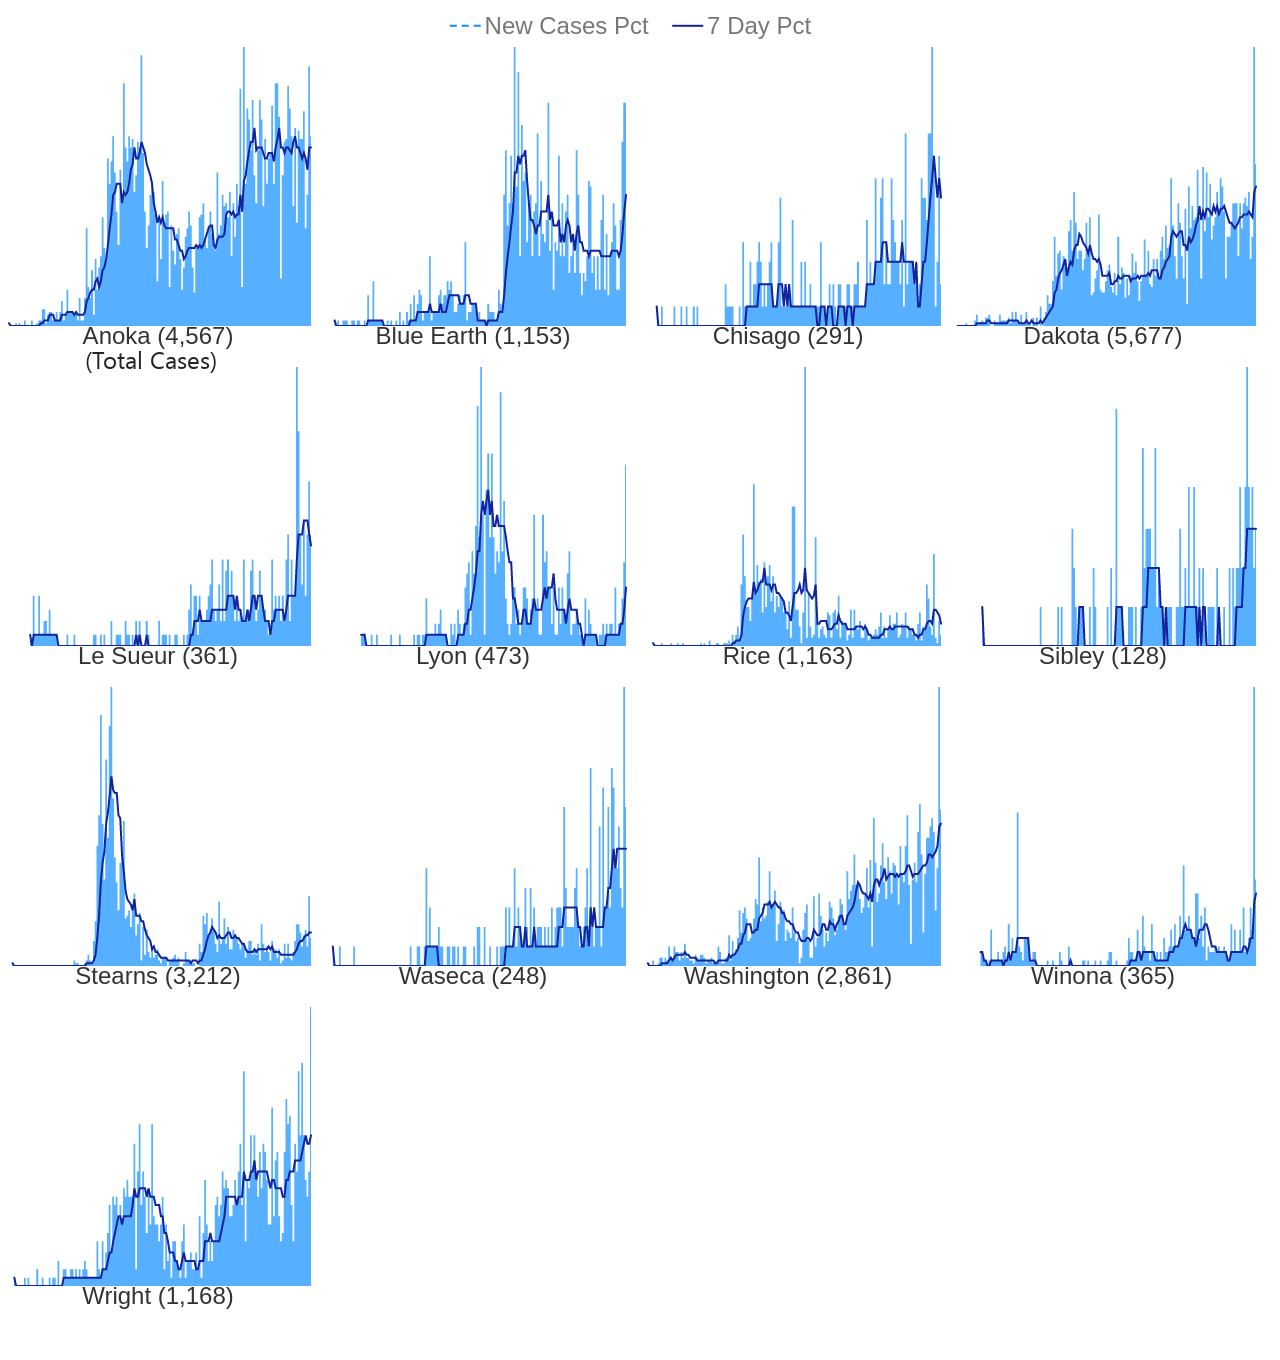 New Cases Pct 7 Day Pct
Anoka (4,567) Blue Earth (1,153) Chisago (291) Dakota (5,677)
(Total Cases)
Le Sueur (361) Lyon (473) Rice (1,163) Sibley (128)
Stearns (3,212) Waseca (248) Washington (2,861) Winona (365)
Wright (1,168)